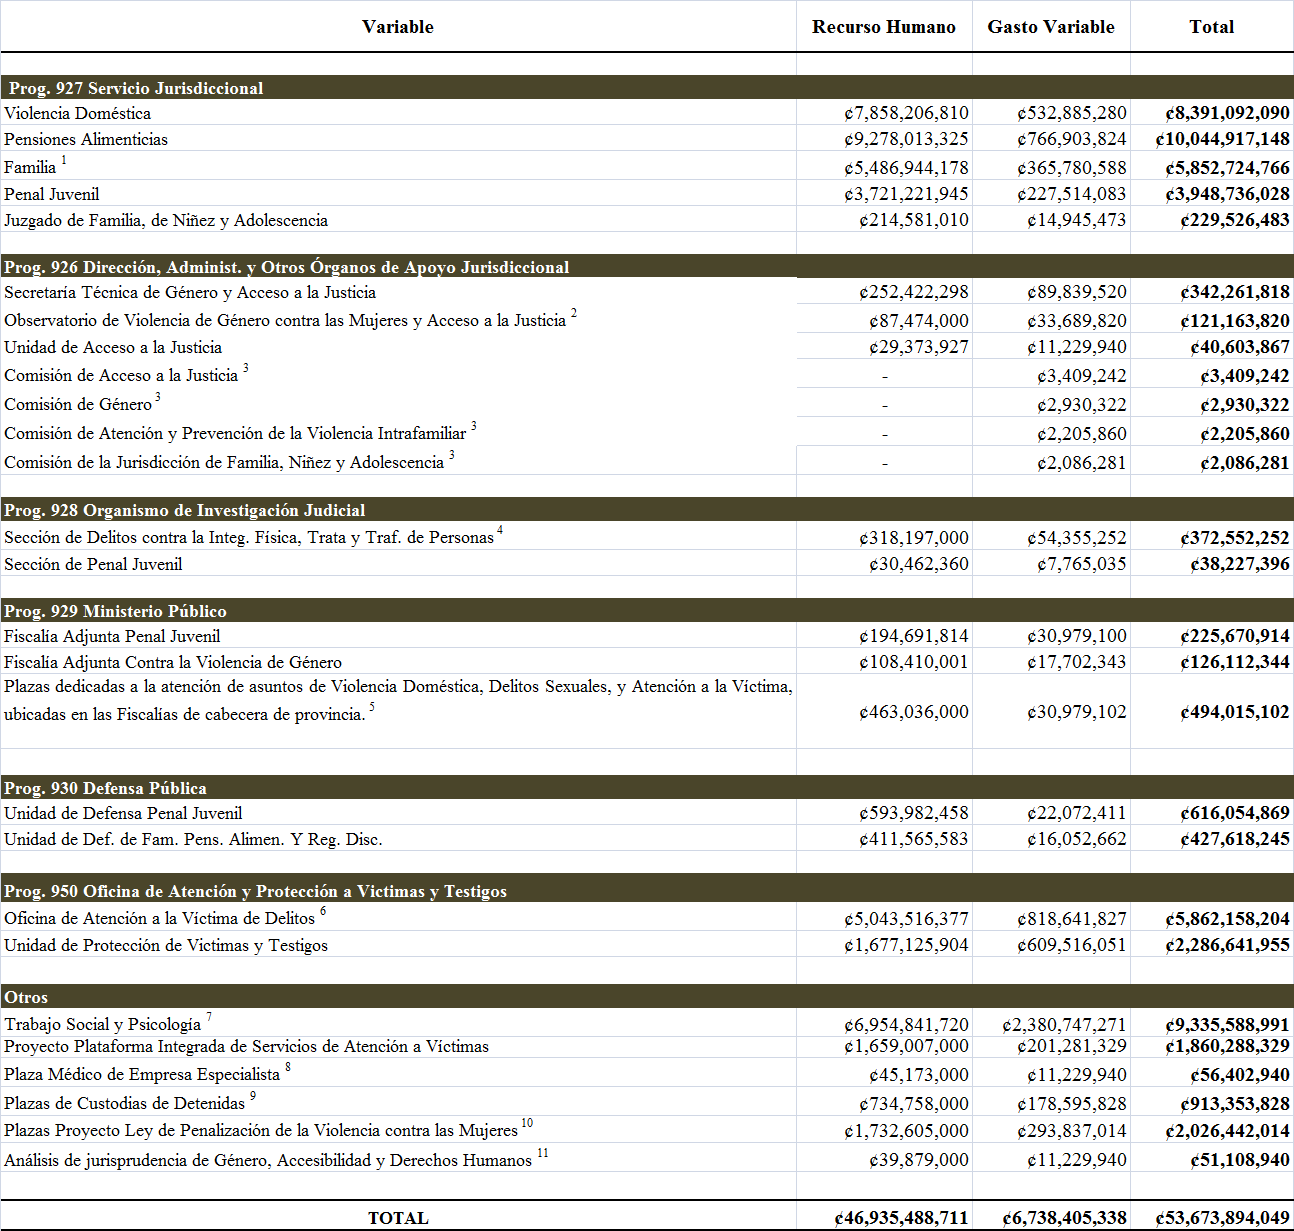 Variable Recurso Humano Gasto Variable Total
Prog. 927 Servicio Jurisdiccional
Violencia Doméstica ¢7,858,206,810 ¢532,885,280 ¢8,391,092,090
Pensiones Alimenticias ¢9,278,013,325 ¢766,903,824 ¢10,044,917,148
Familia 1 ¢5,486,944,178 ¢365,780,588 ¢5,852,724,766
Penal Juvenil ¢3,721,221,945 ¢227,514,083 ¢3,948,736,028
Juzgado de Familia, de Niñez y Adolescencia ¢214,581,010 ¢14,945,473 ¢229,526,483
Prog. 926 Dirección, Administ. y Otros Órganos de Apoyo Jurisdiccional
Secretaría Técnica de Género y Acceso a la Justicia ¢252,422,298 ¢89,839,520 ¢342,261,818
Observatorio de Violencia de Género contra las Mujeres y Acceso a la Justicia 2 ¢87,474,000 ¢33,689,820 ¢121,163,820
Unidad de Acceso a la Justicia ¢29,373,927 ¢11,229,940 ¢40,603,867
Comisión de Acceso a la Justicia 3 - ¢3,409,242 ¢3,409,242
Comisión de Género 3 - ¢2,930,322 ¢2,930,322
Comisión de Atención y Prevención de la Violencia Intrafamiliar 3 - ¢2,205,860 ¢2,205,860
Comisión de la Jurisdicción de Familia, Niñez y Adolescencia 3 - ¢2,086,281 ¢2,086,281
Prog. 928 Organismo de Investigación Judicial
Sección de Delitos contra la Integ. Física, Trata y Traf. de Personas 4 ¢318,197,000 ¢54,355,252 ¢372,552,252
Sección de Penal Juvenil ¢30,462,360 ¢7,765,035 ¢38,227,396
Prog. 929 Ministerio Público
Fiscalía Adjunta Penal Juvenil ¢194,691,814 ¢30,979,100 ¢225,670,914
Fiscalía Adjunta Contra la Violencia de Género ¢108,410,001 ¢17,702,343 ¢126,112,344
Plazas dedicadas a la atención de asuntos de Violencia Doméstica, Delitos Sexuales, y Atención a la Víctima,
ubicadas en las Fiscalías de cabecera de provincia. 5 ¢463,036,000 ¢30,979,102 ¢494,015,102
Prog. 930 Defensa Pública
Unidad de Defensa Penal Juvenil ¢593,982,458 ¢22,072,411 ¢616,054,869
Unidad de Def. de Fam. Pens. Alimen. Y Reg. Disc. ¢411,565,583 ¢16,052,662 ¢427,618,245
Prog. 950 Oficina de Atención y Protección a Victimas y Testigos
Oficina de Atención a la Víctima de Delitos 6 ¢5,043,516,377 ¢818,641,827 ¢5,862,158,204
Unidad de Protección de Victimas y Testigos ¢1,677,125,904 ¢609,516,051 ¢2,286,641,955
Otros
Trabajo Social y Psicología 7 ¢6,954,841,720 ¢2,380,747,271 ¢9,335,588,991
Proyecto Plataforma Integrada de Servicios de Atención a Víctimas ¢1,659,007,000 ¢201,281,329 ¢1,860,288,329
Plaza Médico de Empresa Especialista 8 ¢45,173,000 ¢11,229,940 ¢56,402,940
Plazas de Custodias de Detenidas 9 ¢734,758,000 ¢178,595,828 ¢913,353,828
Plazas Proyecto Ley de Penalización de la Violencia contra las Mujeres 10 ¢1,732,605,000 ¢293,837,014 ¢2,026,442,014
Análisis de jurisprudencia de Género, Accesibilidad y Derechos Humanos 11 ¢39,879,000 ¢11,229,940 ¢51,108,940
TOTAL ¢46,935,488,711 ¢6,738,405,338 ¢53,673,894,049